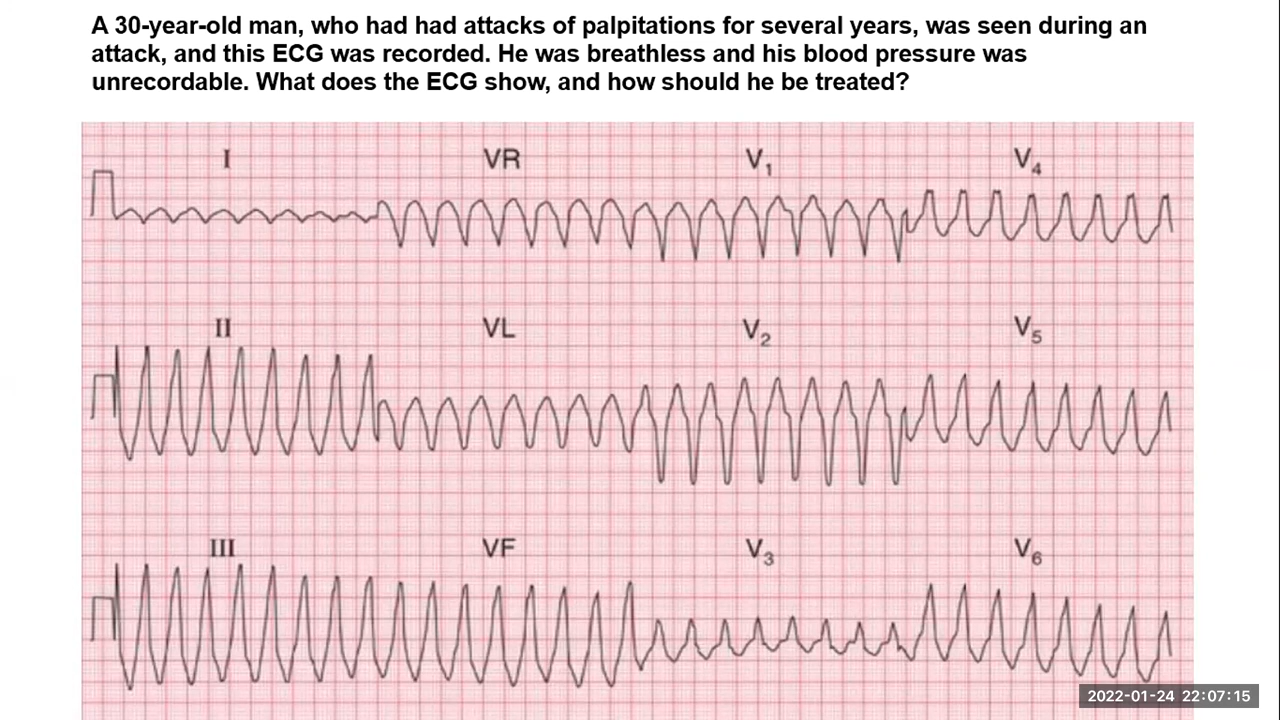 A 30-year-old man, who had had attacks of palpitations for several years, was seen during an
attack, and this ECG was recorded. He was breathless and his blood pressure was
unrecordable. What does the ECG show, and how should he be treated?
I VR V₁ V₄
II VL V₂ V₅
III VF V₃ V₆
2022-01-24 22:07:15